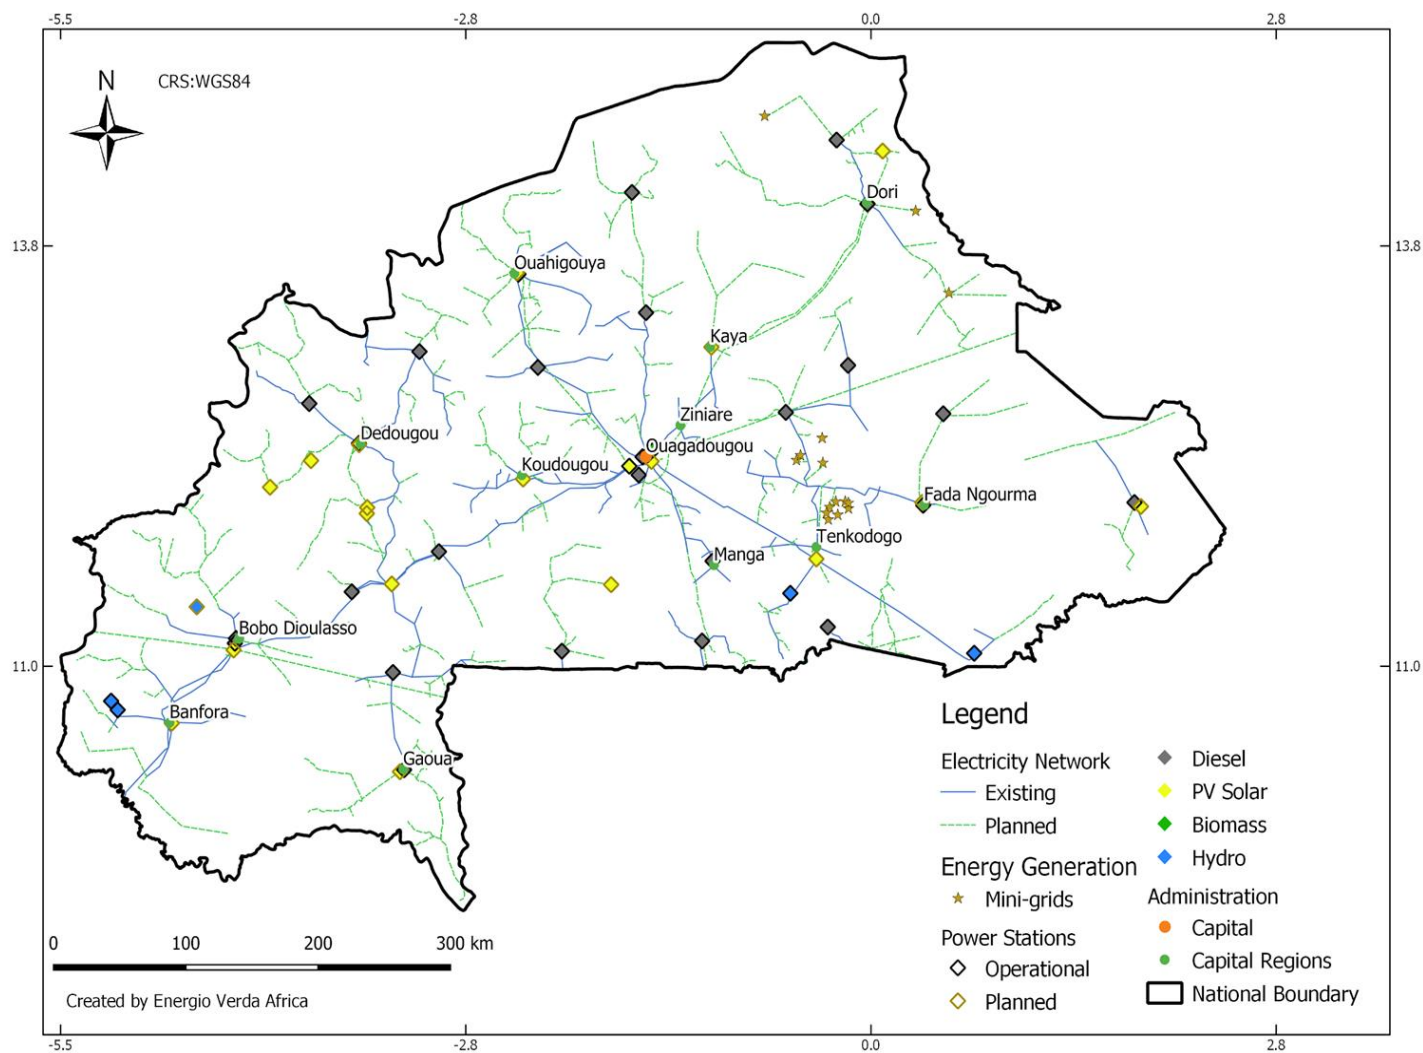 -5.5
-2.8
0.0
2.8
N
CRS:WGS84
Dori
13.8
13.8
Ouahigouya
Kaya
Ziniare
Dedougou
Ouagadougou
Koudougou
Fada Ngourma
Tenkodogo
Manga
Bobo Dioulasso
11.0
11.0
Banfora
Gaoua
Legend
Electricity Network
Existing
Planned
Energy Generation
Mini-grids
Power Stations
Operational
Planned
Diesel
PV Solar
Biomass
Hydro
Administration
Capital
Capital Regions
National Boundary
0 100 200 300 km
Created by Energio Verda Africa
-5.5
-2.8
0.0
2.8